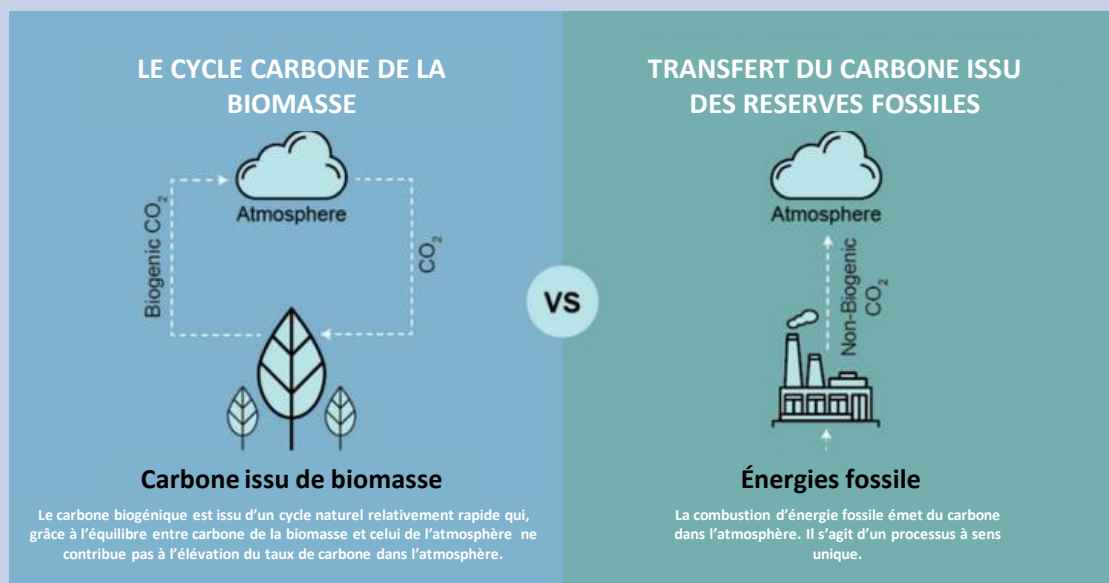 LE CYCLE CARBONE DE LA
BIOMASSE
Atmosphere
Biogenic CO₂
CO₂
Carbone issu de biomasse
Le carbone biogénique est issu d'un cycle naturel relativement rapide qui,
grâce à l'équilibre entre carbone de la biomasse et celui de l'atmosphère ne
contribue pas à l'élévation du taux de carbone dans l'atmosphère.
VS
TRANSFERT DU CARBONE ISSU
DES RESERVES FOSSILES
Atmosphere
Non-Biogenic
CO₂
Énergies fossile
La combustion d'énergie fossile émet du carbone
dans l'atmosphère. Il s'agit d'un processus à sens
unique.